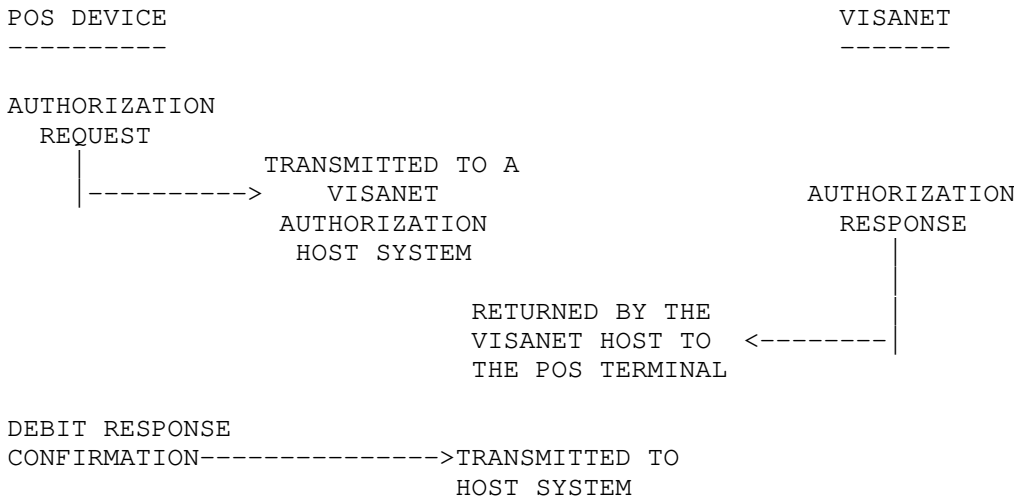 POS DEVICE VISANET
---------- -------
AUTHORIZATION
REQUEST
TRANSMITTED TO A
|----------> VISANET AUTHORIZATION
AUTHORIZATION RESPONSE
HOST SYSTEM
RETURNED BY THE
VISANET HOST TO <--------|
THE POS TERMINAL
DEBIT RESPONSE
CONFIRMATION--------------->TRANSMITTED TO
HOST SYSTEM